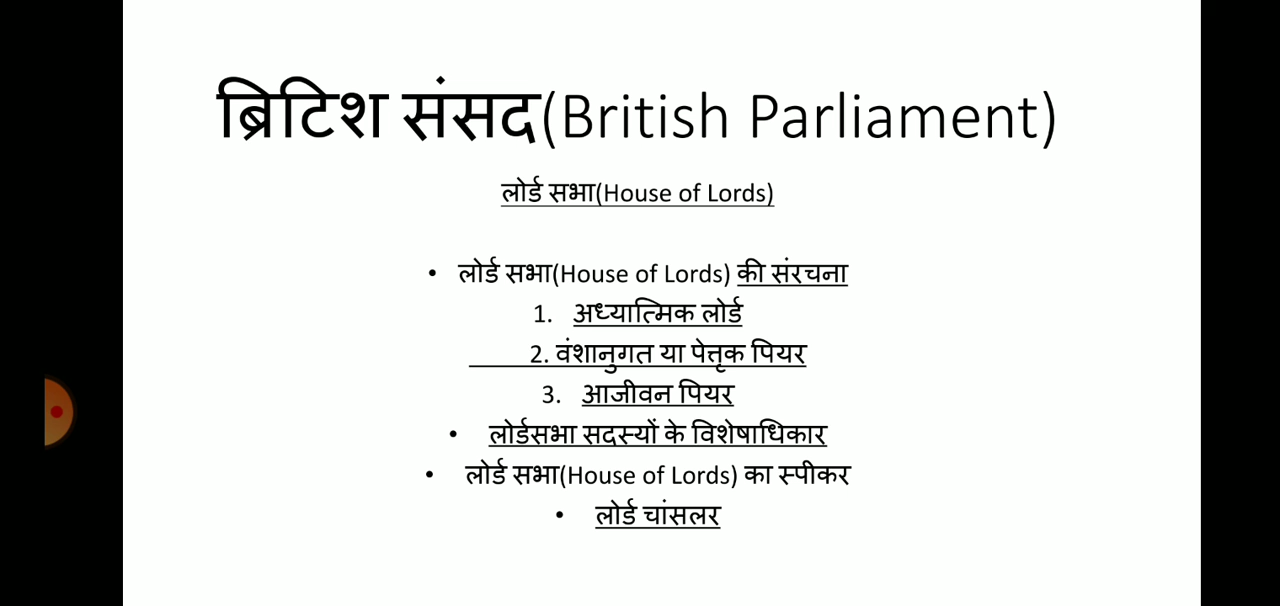 ब्रिटिश संसद(British Parliament)
लोर्ड सभा(House of Lords)
• लोर्ड सभा(House of Lords) की संरचना
1. अध्यात्मिक लोर्ड
2. वंशानुगत या पेत्तृक पियर
3. आजीवन पियर
• लोर्डसभा सदस्यों के विशेषाधिकार
• लोर्ड सभा(House of Lords) का स्पीकर
• लोर्ड चांसलर